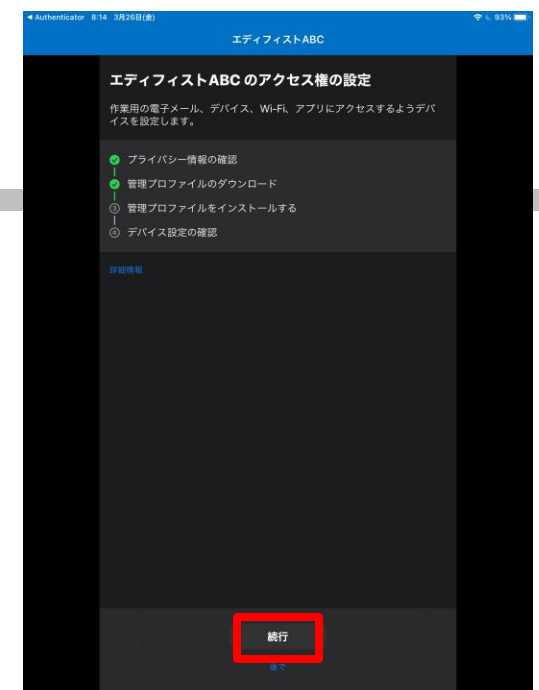 ◀ Authenticator 8:14 3月26日(金) 93%
エディフィストABC
エディフィストABC のアクセス権の設定
作業用の電子メール、デバイス、Wi-Fi、アプリにアクセスするようデバ
イスを設定します。
プライバシー情報の確認
管理プロファイルのダウンロード
③ 管理プロファイルをインストールする
④ デバイス設定の確認
詳細情報
続行
後で